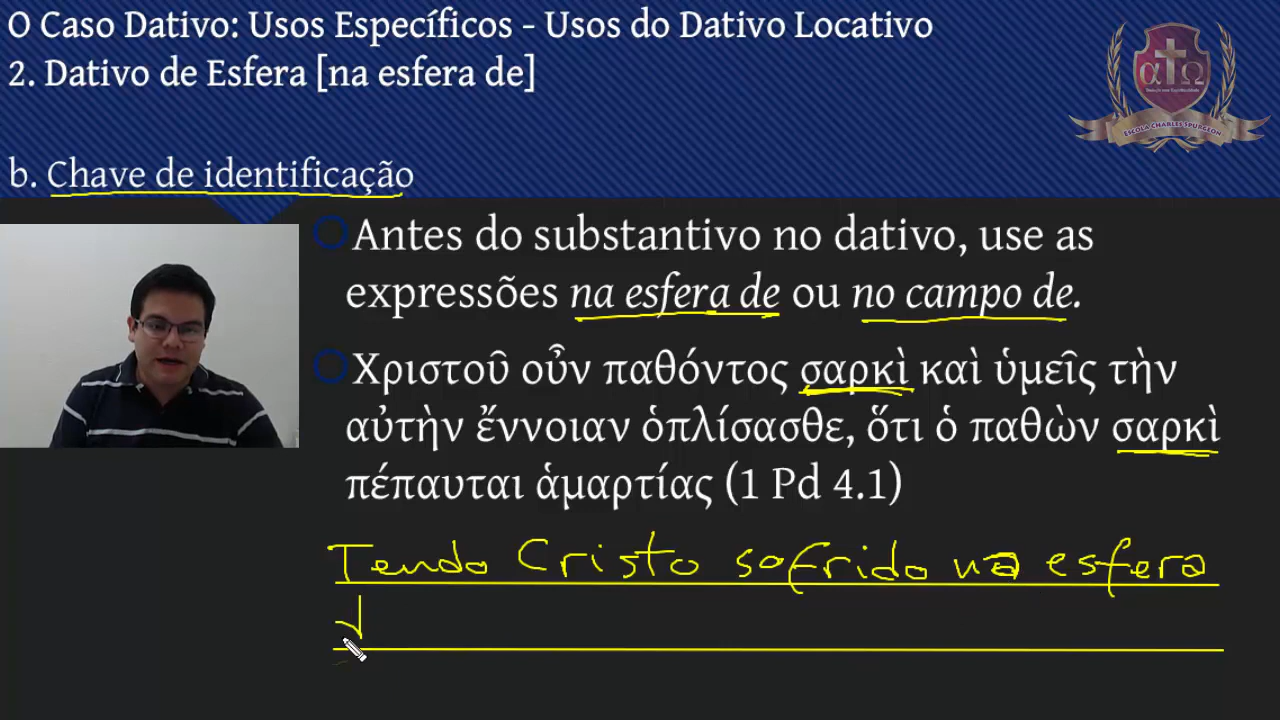 O Caso Dativo: Usos Específicos - Usos do Dativo Locativo
2. Dativo de Esfera [na esfera de]
α Ω
ESCOLA CHARLES SPURGEON
b. Chave de identificação
Antes do substantivo no dativo, use as
expressões na esfera de ou no campo de.
Χριστοῦ οὖν παθόντος σαρκὶ καὶ ὑμεῖς τὴν
αὐτὴν ἔννοιαν ὁπλίσασθε, ὅτι ὁ παθὼν σαρκὶ
πέπαυται ἁμαρτίας (1 Pd 4.1)
Tendo Cristo sofrido na esfera
d